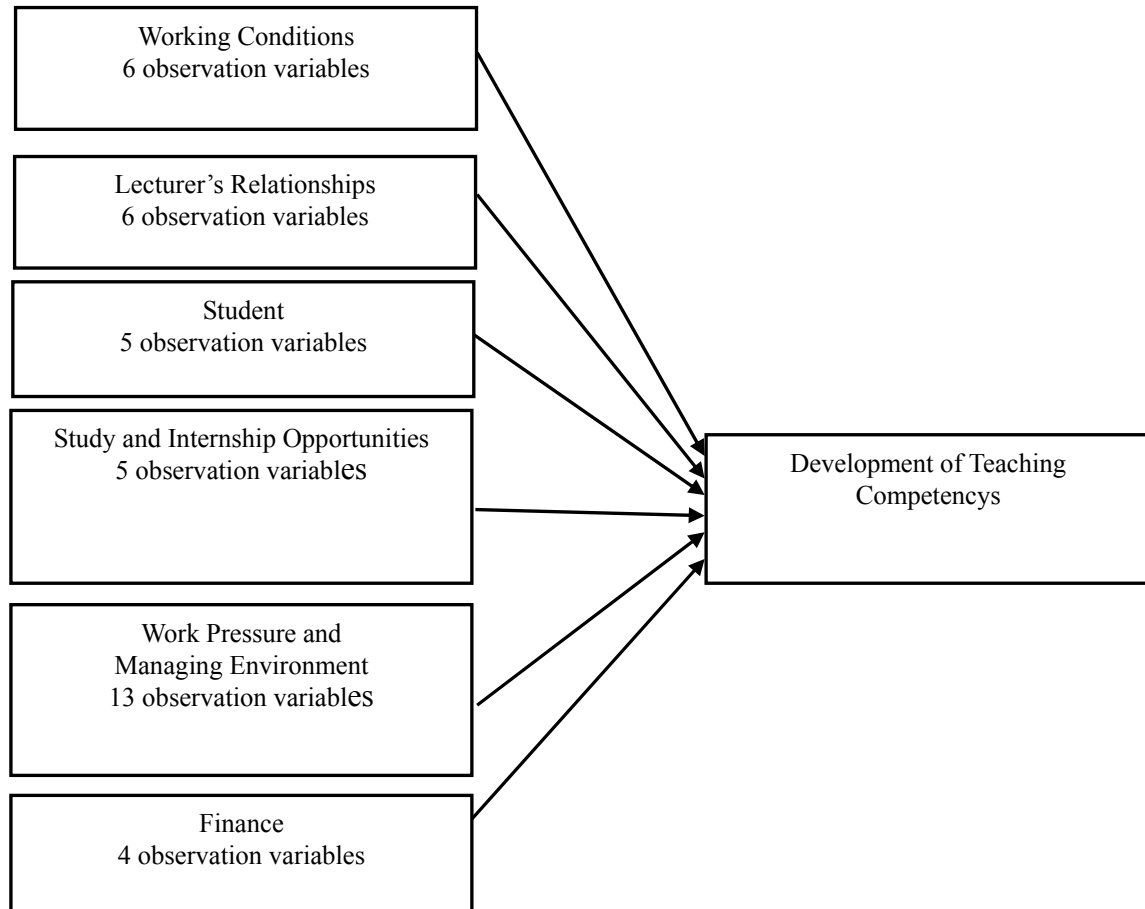 Working Conditions
6 observation variables
Lecturer’s Relationships
6 observation variables
Student
5 observation variables
Study and Internship Opportunities
5 observation variables
Work Pressure and
Managing Environment
13 observation variables
Finance
4 observation variables
Development of Teaching
Competencys